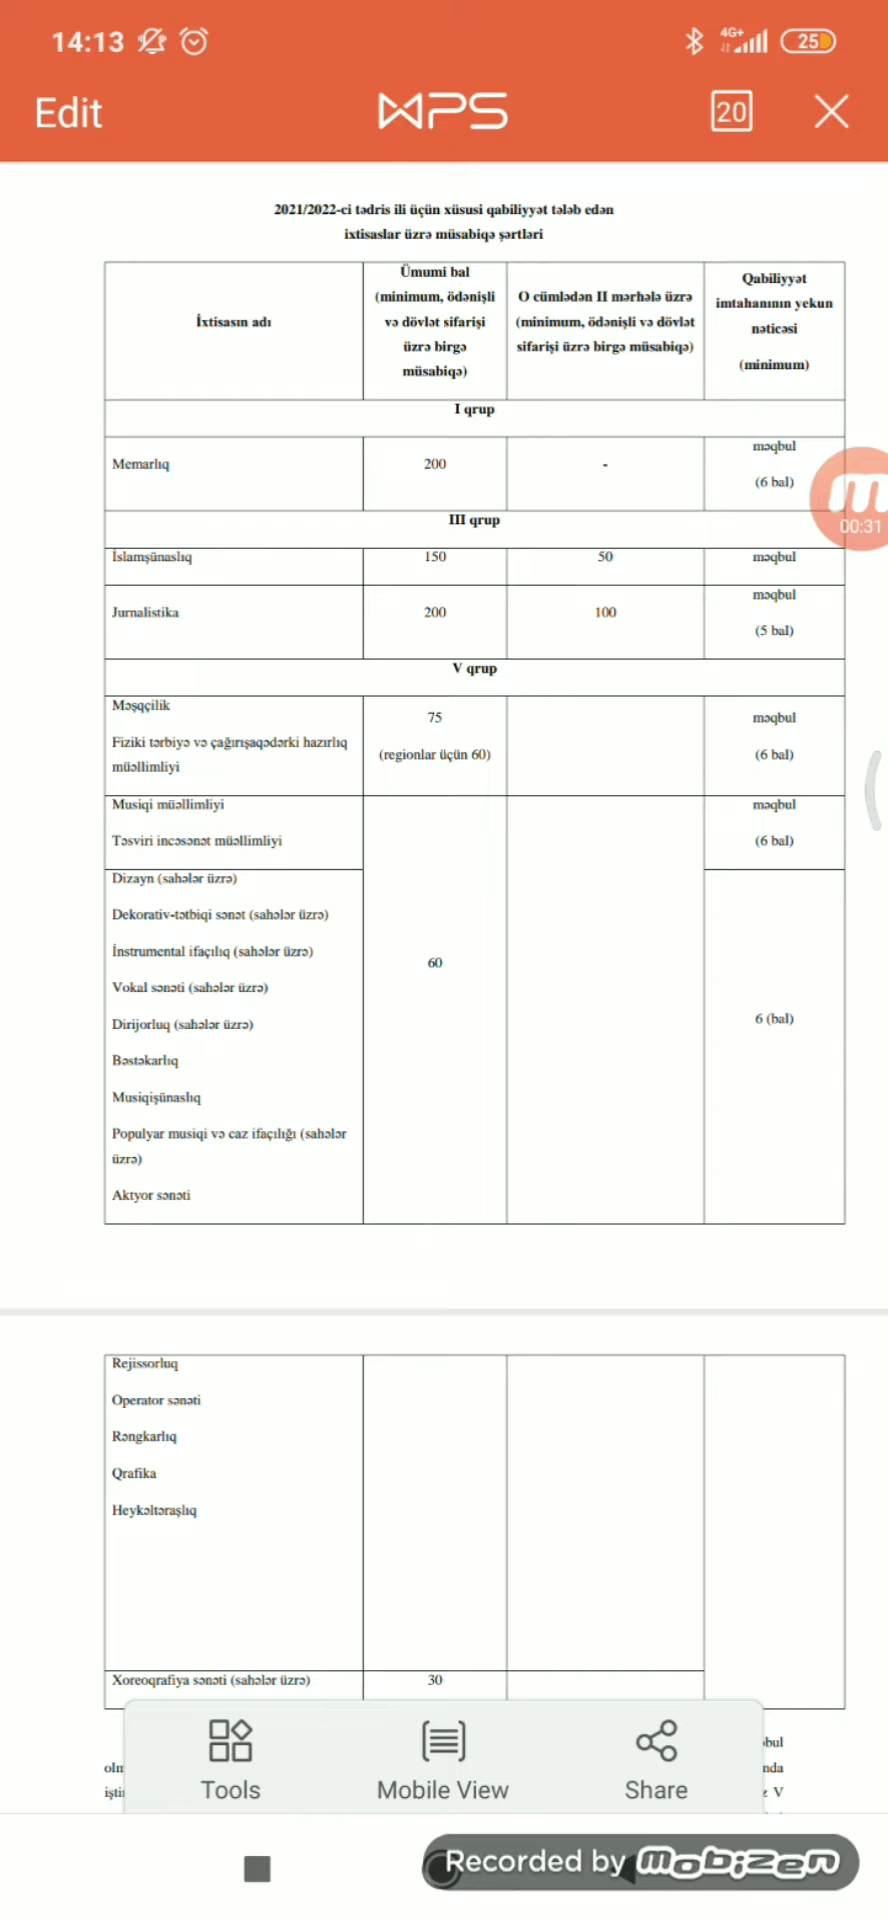 14:13
4G+
25
Edit
WPS
20
2021/2022-ci tədris ili üçün xüsusi qabiliyyət tələb edən
ixtisaslar üzrə müsabiqə şərtləri
İxtisasın adı
Ümumi bal
(minimum, ödənişli
və dövlət sifarişi
üzrə birgə
müsabiqə)
O cümlədən II mərhələ üzrə
(minimum, ödənişli və dövlət
sifarişi üzrə birgə müsabiqə)
Qabiliyyət
imtahanının yekun
nəticəsi
(minimum)
I qrup
Memarlıq
200
-
məqbul
(6 bal)
00:31
III qrup
İslamşünaslıq
150
50
məqbul
Jurnalistika
200
100
məqbul
(5 bal)
V qrup
Məşqçilik
Fiziki tərbiyə və çağırışaqədərki hazırlıq
müəllimliyi
75
(regionlar üçün 60)
məqbul
(6 bal)
Musiqi müəllimliyi
Təsviri incəsənət müəllimliyi
məqbul
(6 bal)
Dizayn (sahələr üzrə)
Dekorativ-tətbiqi sənət (sahələr üzrə)
İnstrumental ifaçılıq (sahələr üzrə)
Vokal sənəti (sahələr üzrə)
Dirijorluq (sahələr üzrə)
Bəstəkarlıq
Musiqişünaslıq
Populyar musiqi və caz ifaçılığı (sahələr
üzrə)
Aktyor sənəti
60
6 (bal)
Rejissorluq
Operator sənəti
Rəngkarlıq
Qrafika
Heykəltəraşlıq
Xoreoqrafiya sənəti (sahələr üzrə)
30
Tools
Mobile View
Share
Recorded by mobizen